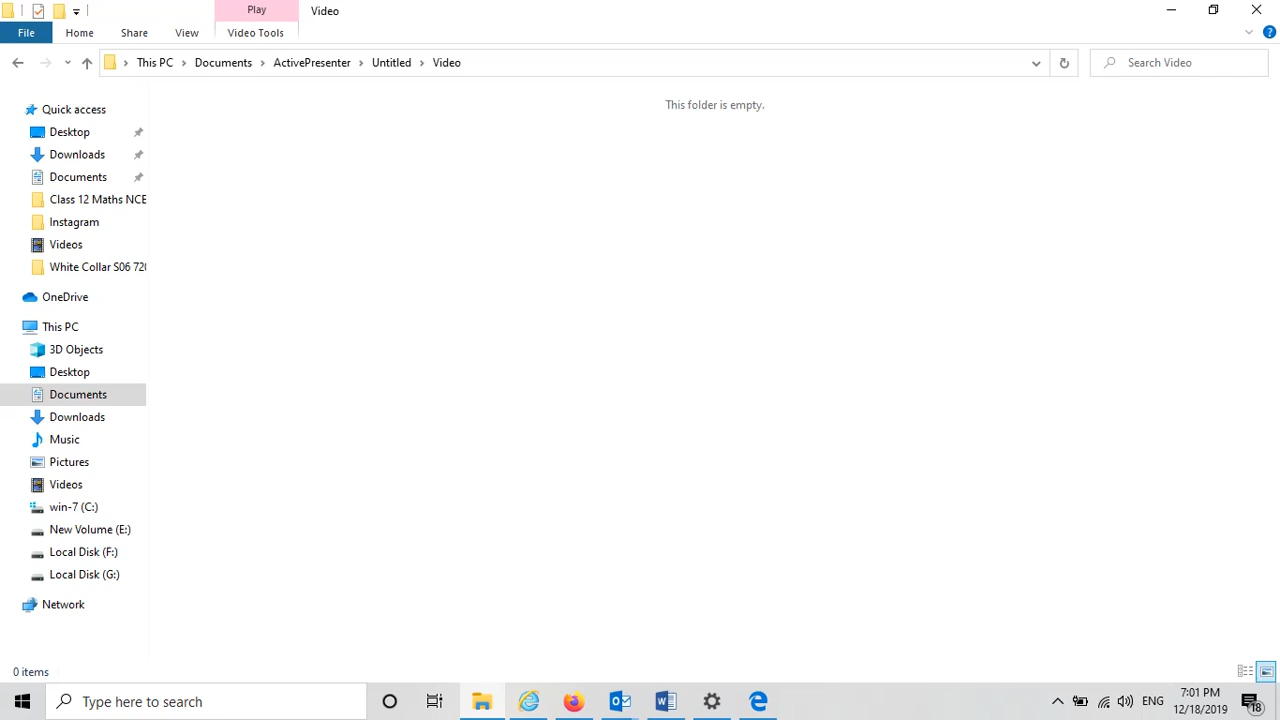 Play Video
File Home Share View Video Tools
This PC Documents ActivePresenter Untitled Video Search Video
This folder is empty.
Quick access
Desktop
Downloads
Documents
Class 12 Maths NCE
Instagram
Videos
White Collar S06 720
OneDrive
This PC
3D Objects
Desktop
Documents
Downloads
Music
Pictures
Videos
win-7 (C:)
New Volume (E:)
Local Disk (F:)
Local Disk (G:)
Network
0 items
Type here to search ENG 7:01 PM
12/18/2019 18